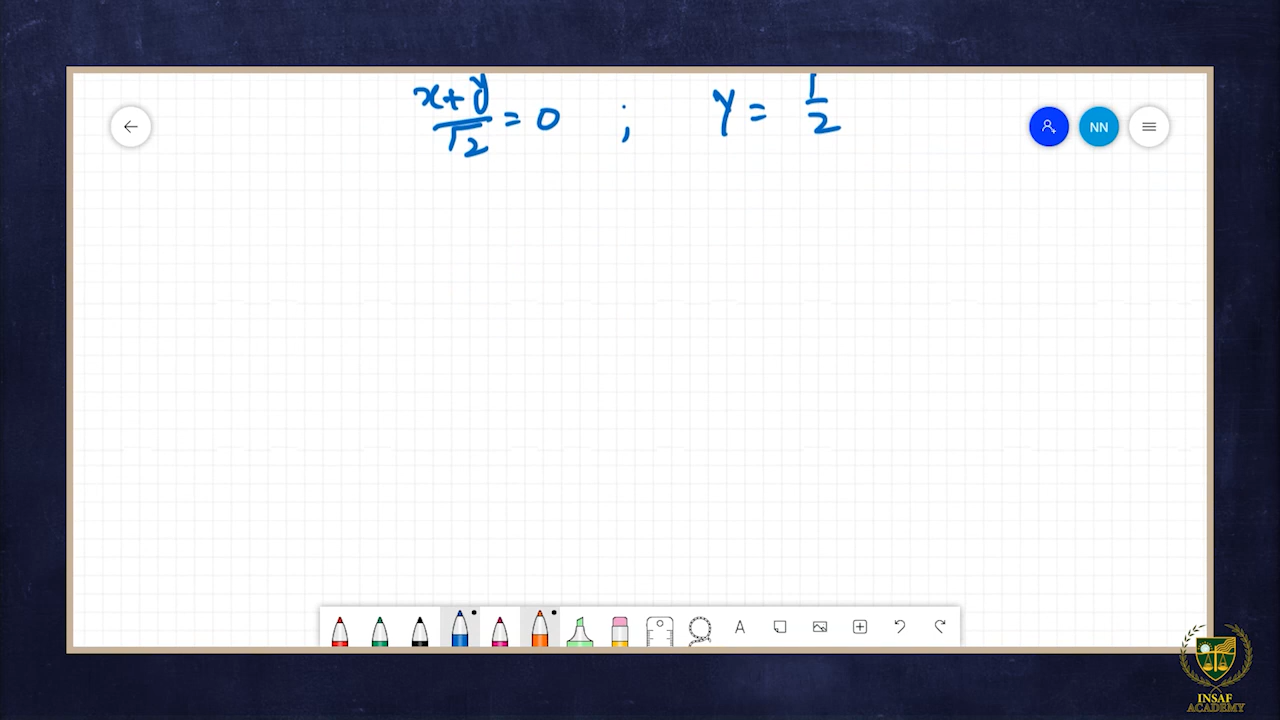 (x+y)/√2 = 0 ; Y = 1/2
NN
A
INSAF
ACADEMY